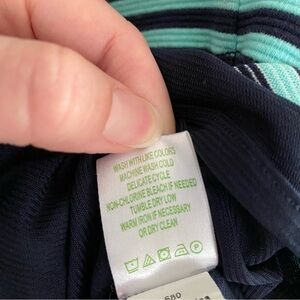 WASH WITH LIKE COLORS
MACHINE WASH COLD
DELICATE CYCLE
NON-CHLORINE BLEACH IF NEEDED
TUMBLE DRY LOW
WARM IRON IF NECESSARY
OR DRY CLEAN